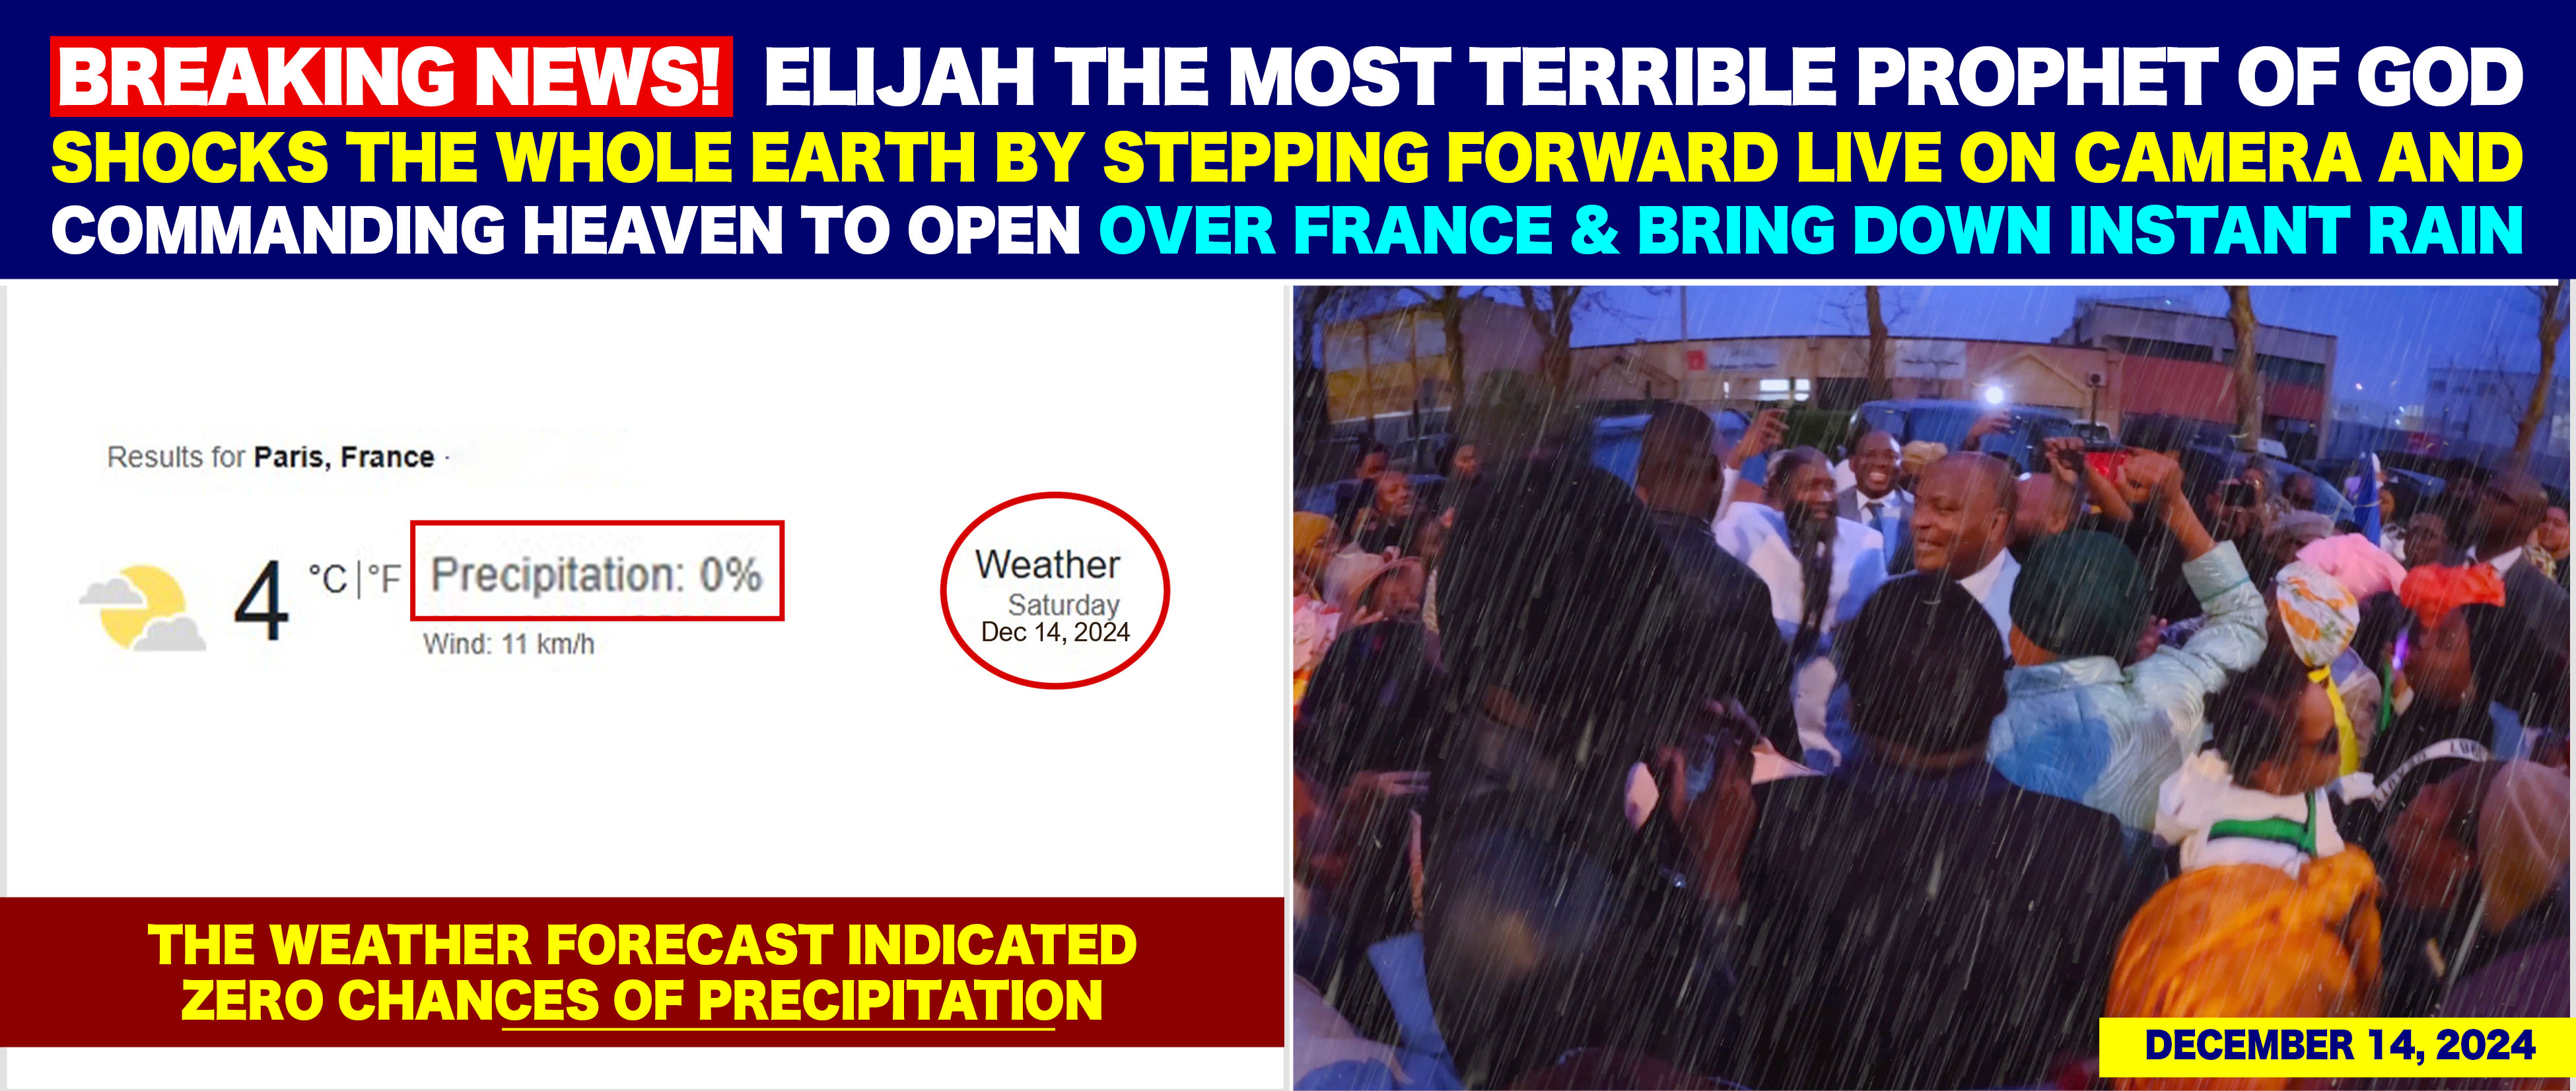 BREAKING NEWS! ELIJAH THE MOST TERRIBLE PROPHET OF GOD
SHOCKS THE WHOLE EARTH BY STEPPING FORWARD LIVE ON CAMERA AND
COMMANDING HEAVEN TO OPEN OVER FRANCE & BRING DOWN INSTANT RAIN
Results for Paris, France ·
4 °C | °F Precipitation: 0%
Wind: 11 km/h
Weather
Saturday
Dec 14, 2024
THE WEATHER FORECAST INDICATED
ZERO CHANCES OF PRECIPITATION
DECEMBER 14, 2024